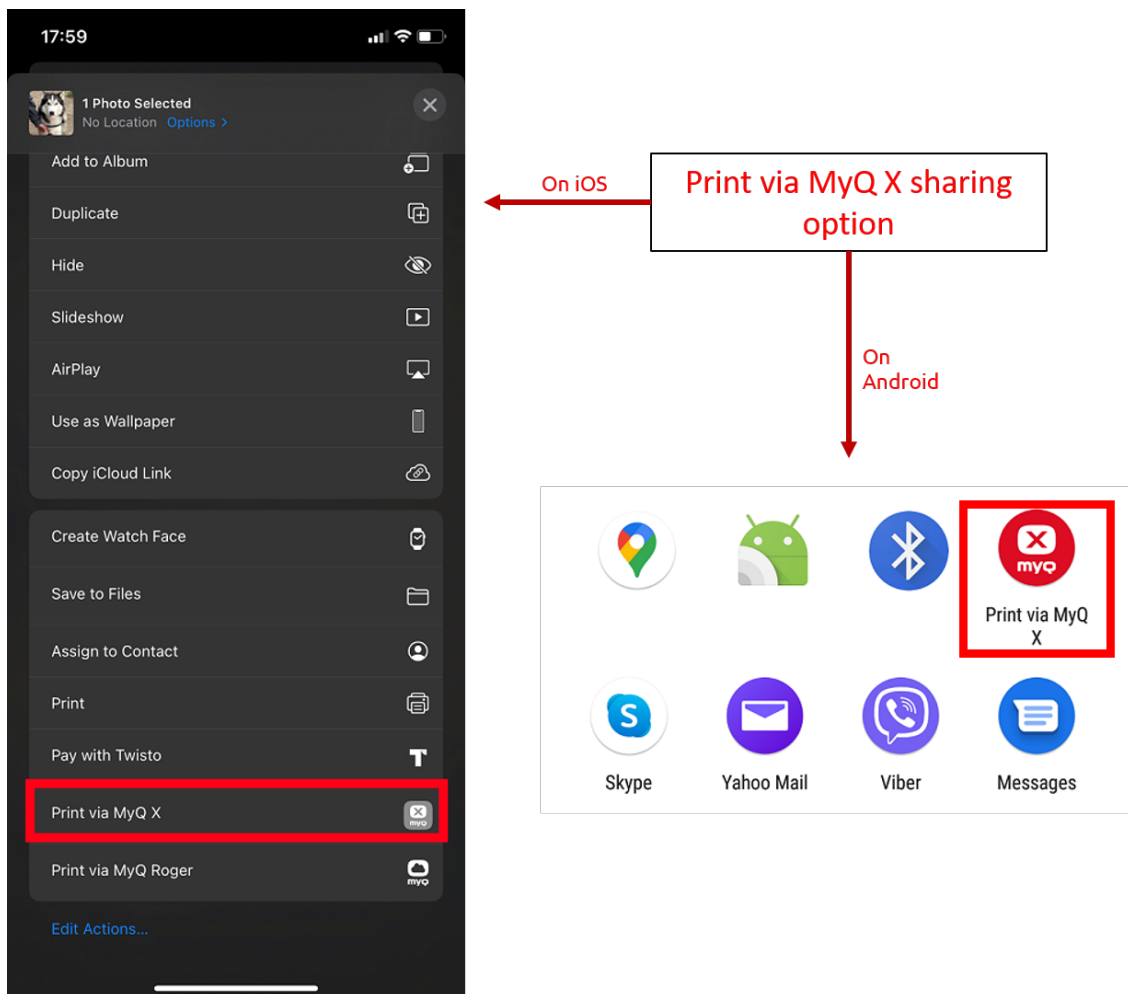 17:59
1 Photo Selected
No Location Options >
Add to Album
Duplicate
Hide
Slideshow
AirPlay
Use as Wallpaper
Copy iCloud Link
Create Watch Face
Save to Files
Assign to Contact
Print
Pay with Twisto
Print via MyQ X
myQ
Print via MyQ Roger
myQ
Edit Actions...
On iOS
Print via MyQ X sharing
option
On
Android
X
myQ
Print via MyQ
X
S
Skype
Yahoo Mail
Viber
Messages